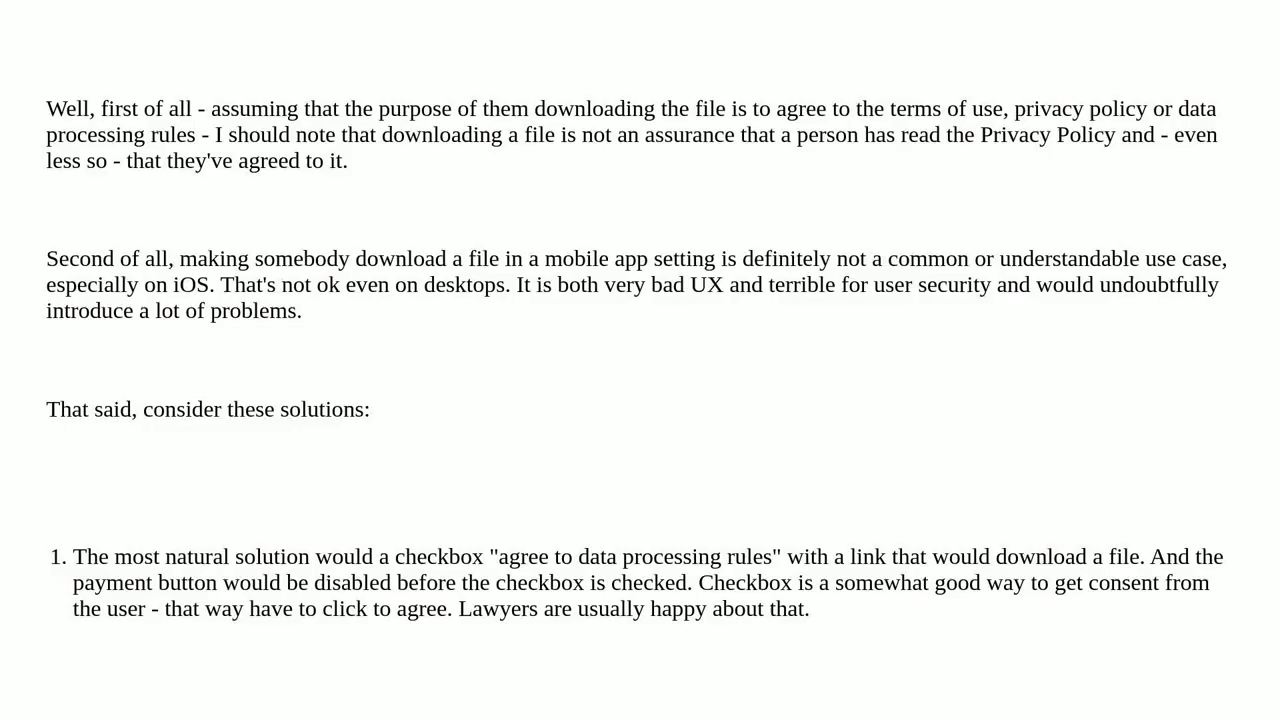 Well, first of all - assuming that the purpose of them downloading the file is to agree to the terms of use, privacy policy or data
processing rules - I should note that downloading a file is not an assurance that a person has read the Privacy Policy and - even
less so - that they've agreed to it.
Second of all, making somebody download a file in a mobile app setting is definitely not a common or understandable use case,
especially on iOS. That's not ok even on desktops. It is both very bad UX and terrible for user security and would undoubtfully
introduce a lot of problems.
That said, consider these solutions:
1. The most natural solution would a checkbox "agree to data processing rules" with a link that would download a file. And the
payment button would be disabled before the checkbox is checked. Checkbox is a somewhat good way to get consent from
the user - that way have to click to agree. Lawyers are usually happy about that.